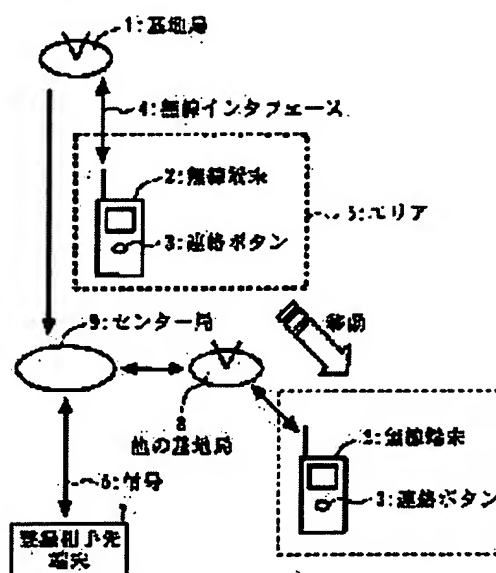 1:基地局
4:無線インタフェース
2:無線端末
3:連絡ボタン
5:エリア
移動
9:センター局
8
他の基地局
2:無線端末
3:連絡ボタン
6:信号
7
登録相手先
端末